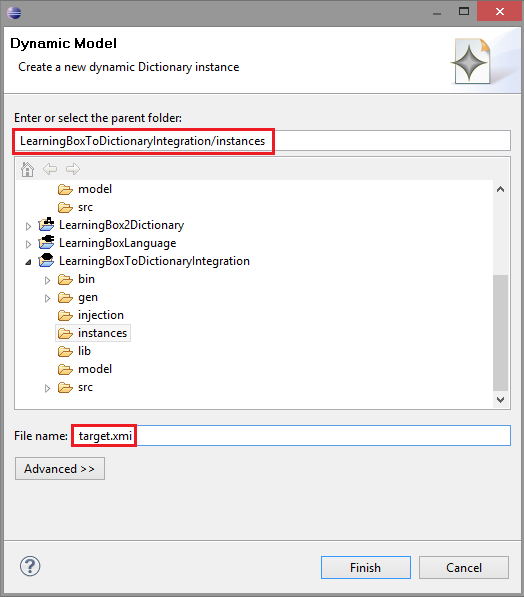 Dynamic Model
Create a new dynamic Dictionary instance
Enter or select the parent folder:
LearningBoxToDictionaryIntegration/instances
model
src
LearningBox2Dictionary
LearningBoxLanguage
LearningBoxToDictionaryIntegration
bin
gen
injection
instances
lib
model
src
File name: target.xmi
Advanced >>
? Finish Cancel